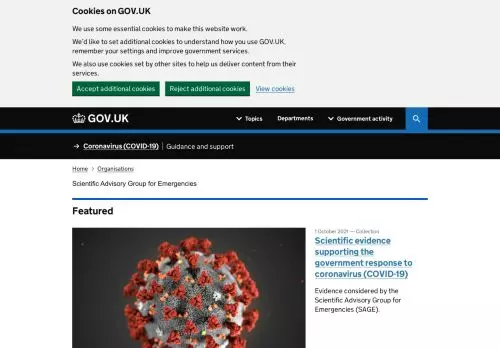 Cookies on GOV.UK
We use some essential cookies to make this website work.
We'd like to set additional cookies to understand how you use GOV.UK,
remember your settings and improve government services.
We also use cookies set by other sites to help us deliver content from their
services.
Accept additional cookies Reject additional cookies View cookies
GOV.UK Topics Departments Government activity
Coronavirus (COVID-19) Guidance and support
Home Organisations
Scientific Advisory Group for Emergencies
Featured
1 October 2021 — Collection
Scientific evidence
supporting the
government response to
coronavirus (COVID-19)
Evidence considered by the
Scientific Advisory Group for
Emergencies (SAGE).